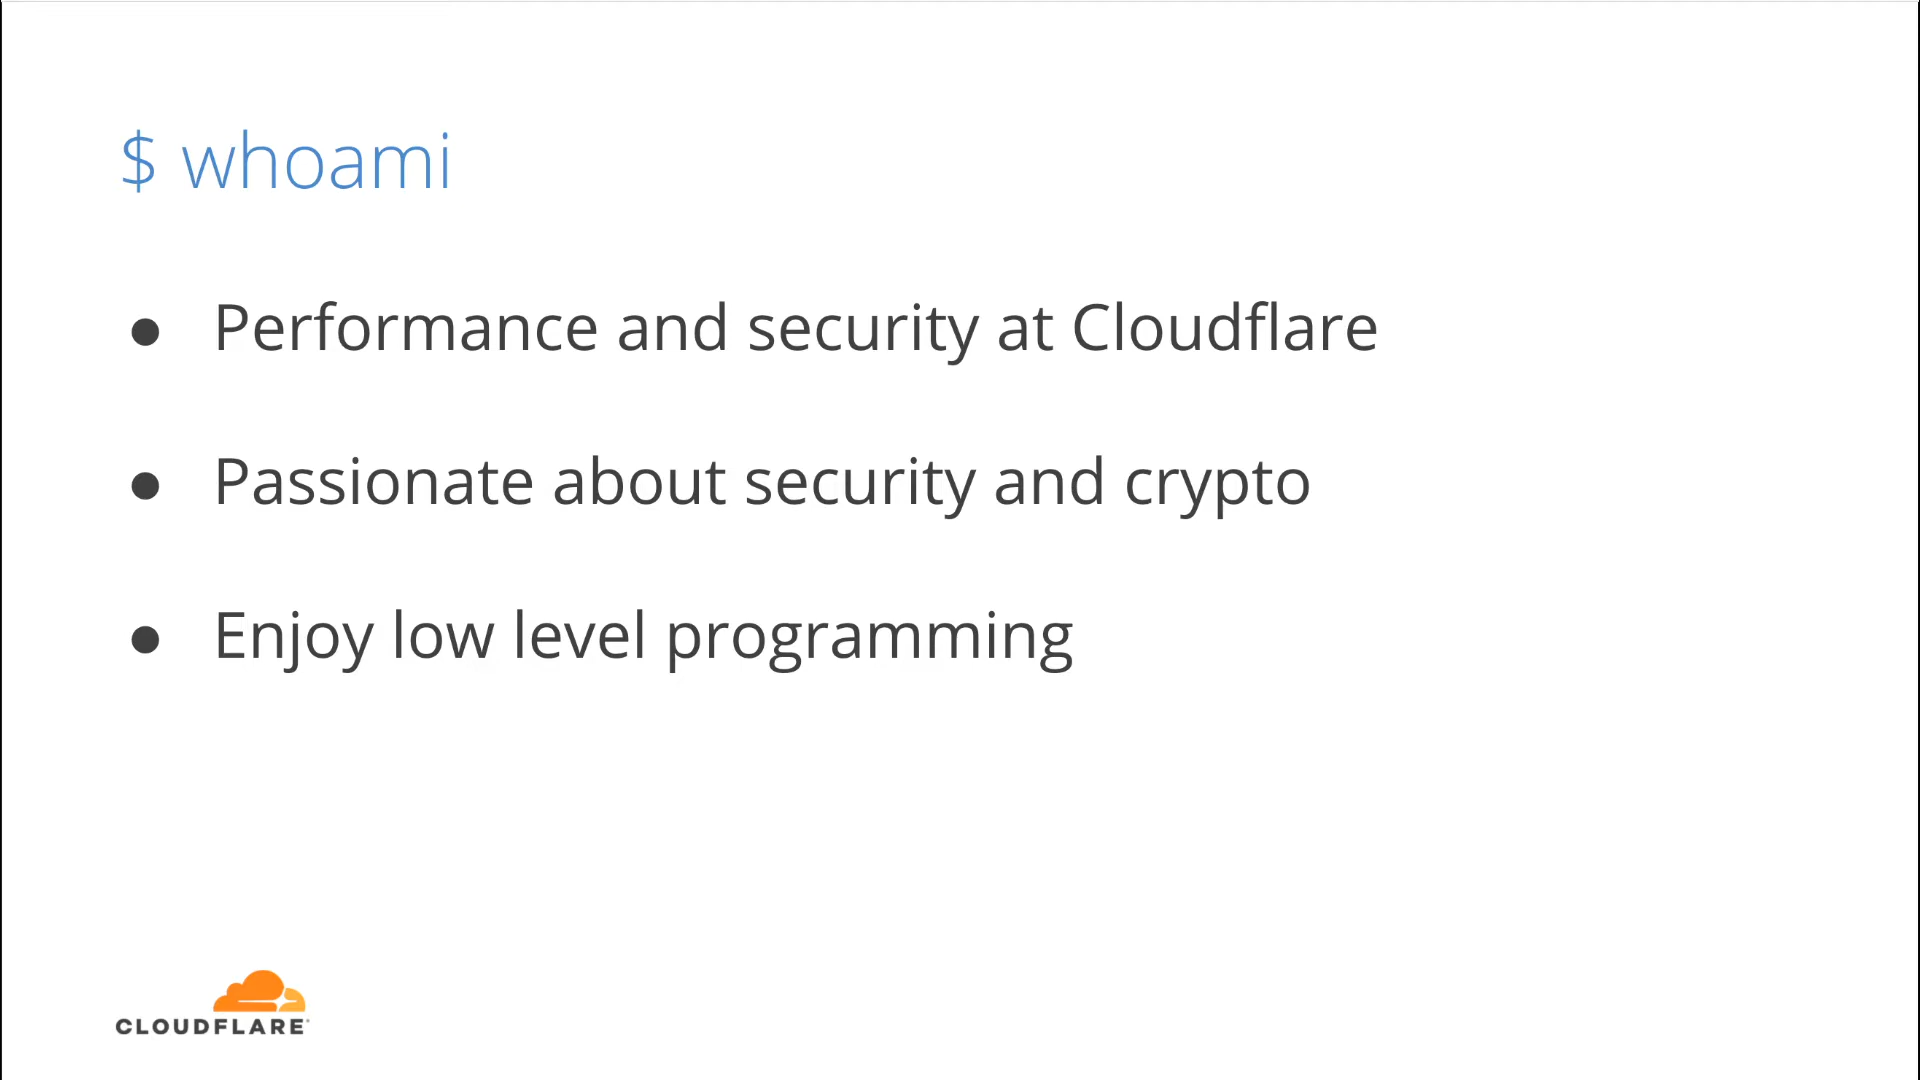 $ whoami
● Performance and security at Cloudflare
● Passionate about security and crypto
● Enjoy low level programming
CLOUDFLARE